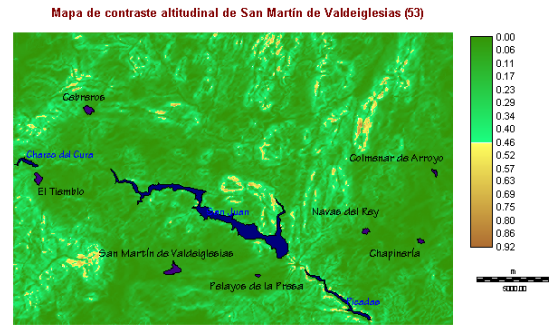 Mapa de contraste altitudinal de San Martín de Valdeiglesias (53)
Cebreros
Charco del Cura
El Tiemblo
Colmenar de Arroyo
San Juan
Navas del Rey
Chapinería
San Martín de Valdeiglesias
Pelayos de la Presa
Picadas
0.00
0.06
0.11
0.17
0.23
0.29
0.34
0.40
0.46
0.52
0.57
0.63
0.69
0.75
0.80
0.86
0.92
m
5000.00